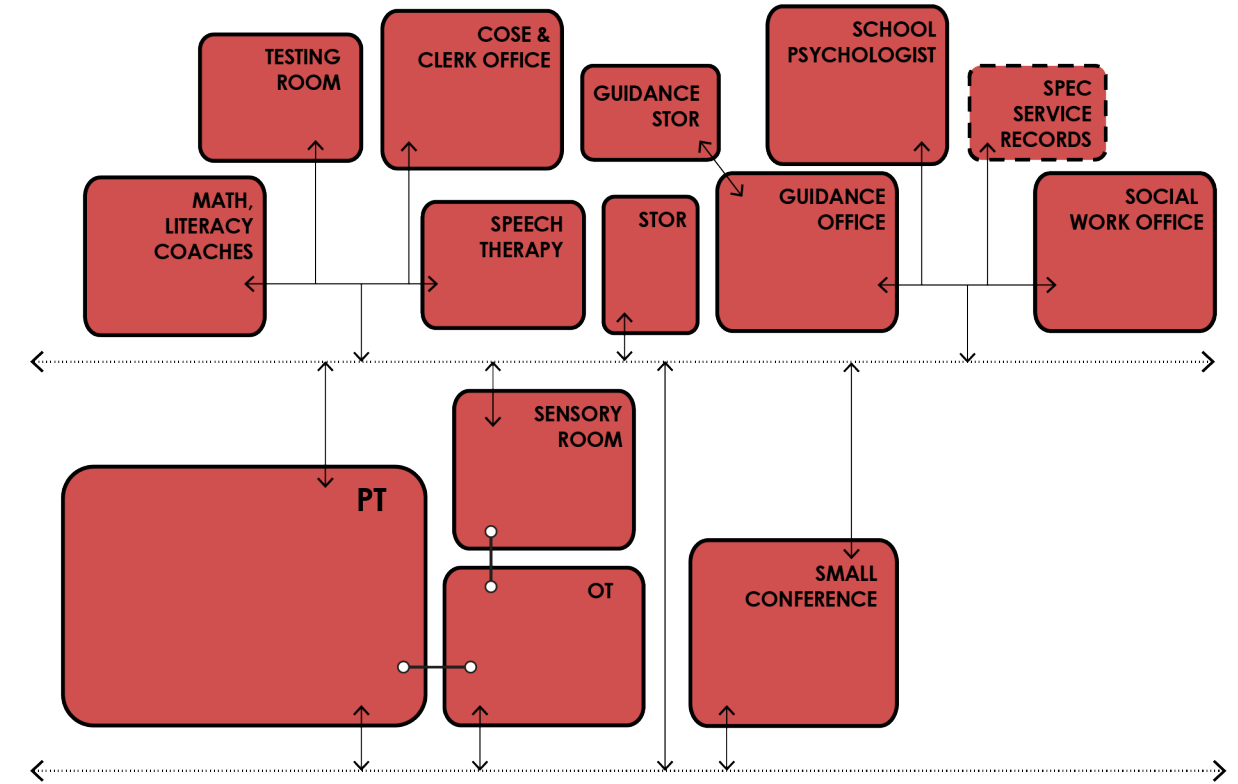 TESTING
ROOM
COSE &
CLERK OFFICE
GUIDANCE
STOR
SCHOOL
PSYCHOLOGIST
SPEC
SERVICE
RECORDS
MATH,
LITERACY
COACHES
SPEECH
THERAPY
STOR
GUIDANCE
OFFICE
SOCIAL
WORK OFFICE
SENSORY
ROOM
PT
OT
SMALL
CONFERENCE